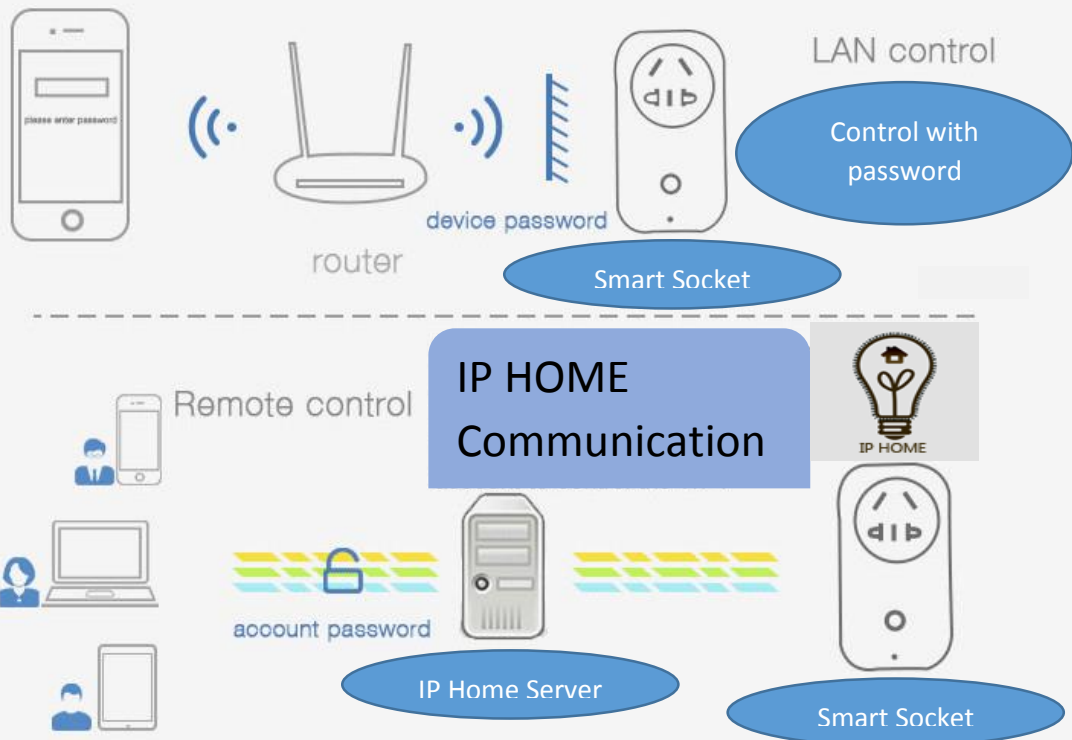 LAN control
please enter password
Control with
password
device password
router
Smart Socket
IP HOME
Communication
Remote control
IP HOME
account password
IP Home Server
Smart Socket